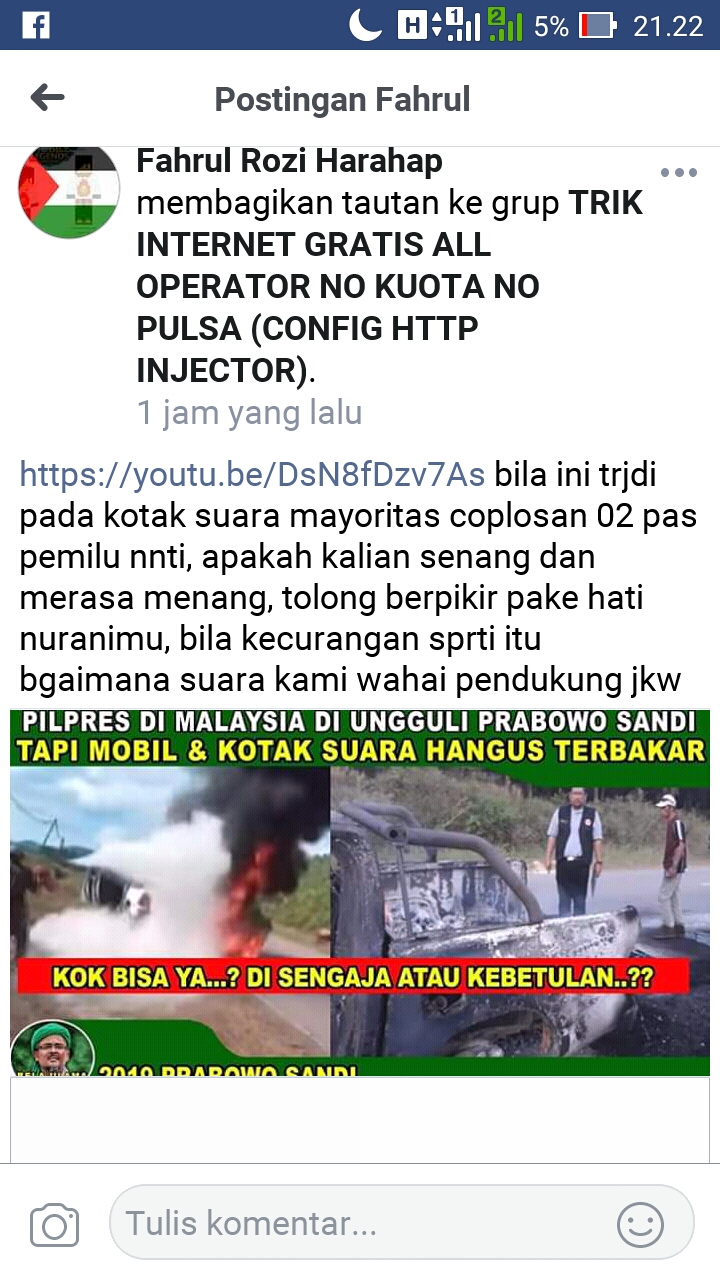 H 1 2 5% 21.22
Postingan Fahrul
Fahrul Rozi Harahap
membagikan tautan ke grup TRIK
INTERNET GRATIS ALL
OPERATOR NO KUOTA NO
PULSA (CONFIG HTTP
INJECTOR).
1 jam yang lalu
https://youtu.be/DsN8fDzv7As bila ini trjdi
pada kotak suara mayoritas coplosan 02 pas
pemilu nnti, apakah kalian senang dan
merasa menang, tolong berpikir pake hati
nuranimu, bila kecurangan sprti itu
bgaimana suara kami wahai pendukung jkw
PILPRES DI MALAYSIA DI UNGGULI PRABOWO SANDI
TAPI MOBIL & KOTAK SUARA HANGUS TERBAKAR
KOK BISA YA...? DI SENGAJA ATAU KEBETULAN..??
2019 PRABOWO SANDI
Tulis komentar...